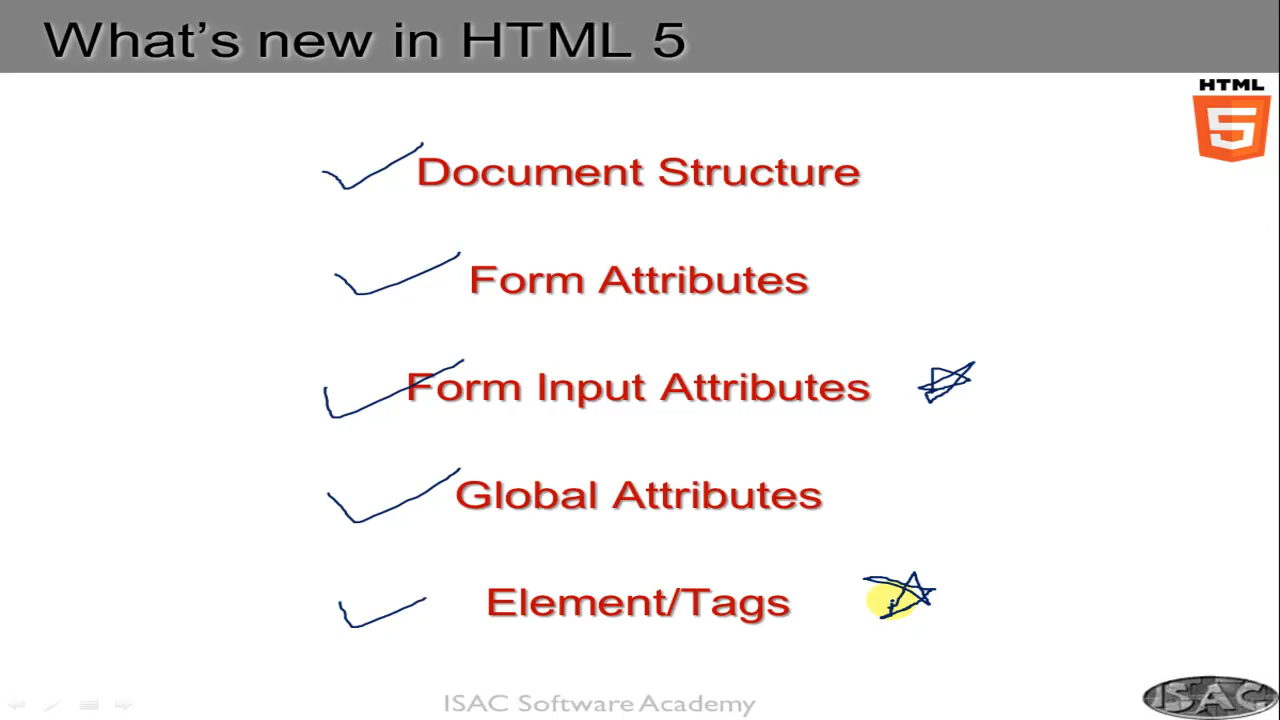 What's new in HTML 5
HTML
5
Document Structure
Form Attributes
Form Input Attributes
Global Attributes
Element/Tags
ISAC Software Academy
ISAC